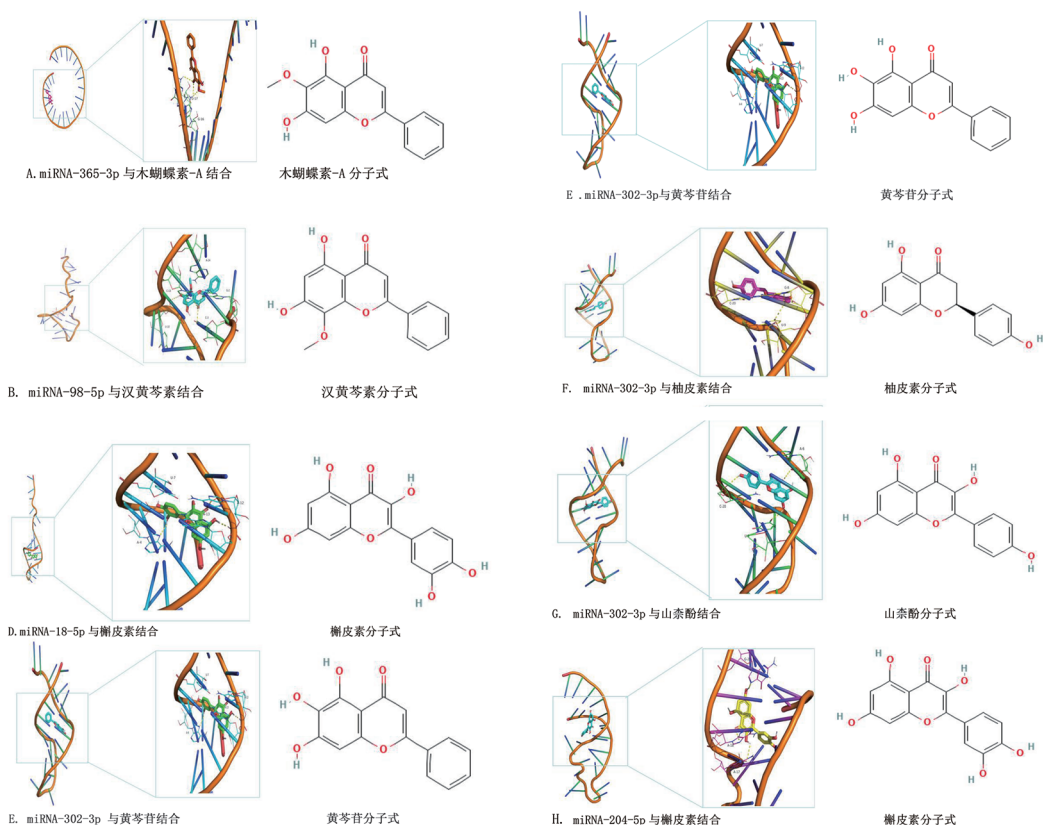 A.miRNA-365-3p 与木蝴蝶素-A 结合
木蝴蝶素-A 分子式
B. miRNA-98-5p 与汉黄芩素结合
汉黄芩素分子式
D.miRNA-18-5p 与槲皮素结合
槲皮素分子式
E. miRNA-302-3p 与黄芩苷结合
黄芩苷分子式
E .miRNA-302-3p与黄芩苷结合
黄芩苷分子式
F. miRNA-302-3p 与柚皮素结合
柚皮素分子式
G. miRNA-302-3p 与山柰酚结合
山柰酚分子式
H. miRNA-204-5p 与槲皮素结合
槲皮素分子式